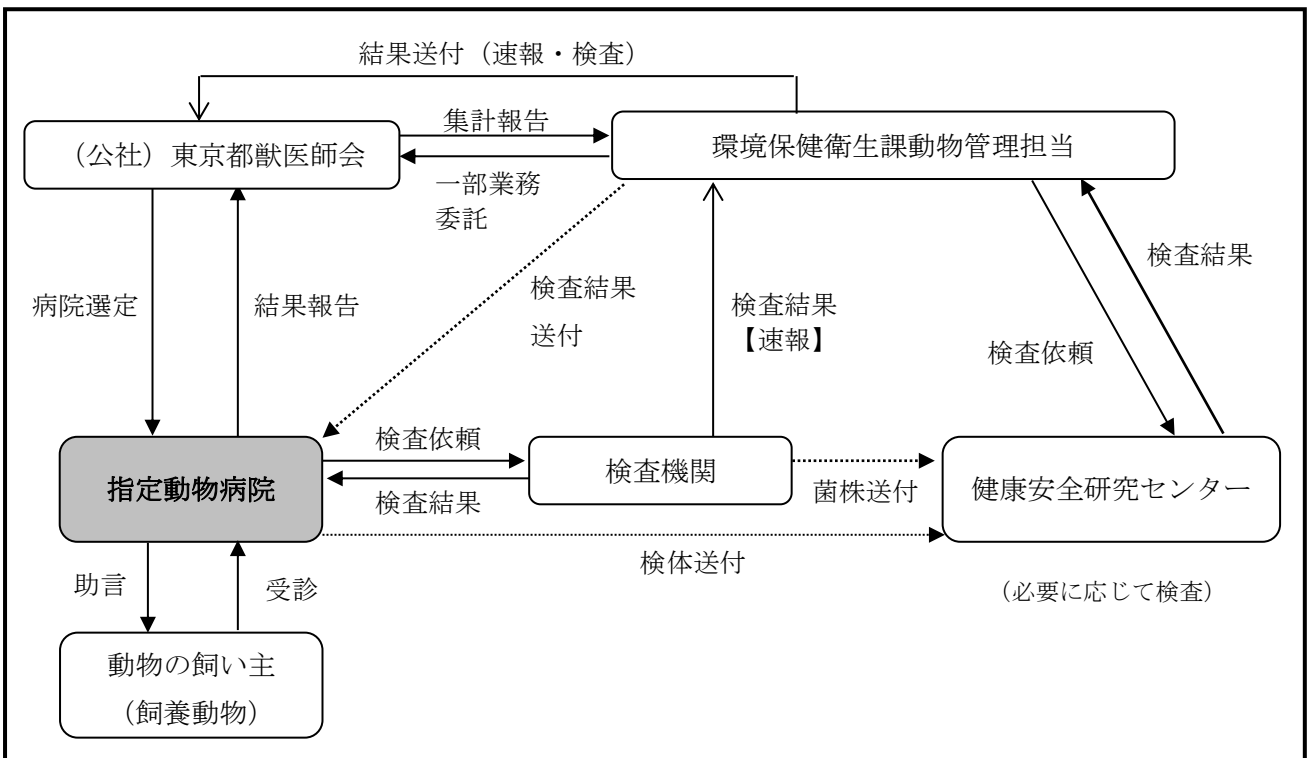 結果送付（速報・検査）
（公社）東京都獣医師会
集計報告
環境保健衛生課動物管理担当
一部業務
委託
病院選定
結果報告
検査結果
送付
検査結果
【速報】
検査依頼
検査結果
指定動物病院
検査依頼
検査結果
検査機関
菌株送付
健康安全研究センター
検体送付
（必要に応じて検査）
助言
受診
動物の飼い主
（飼養動物）